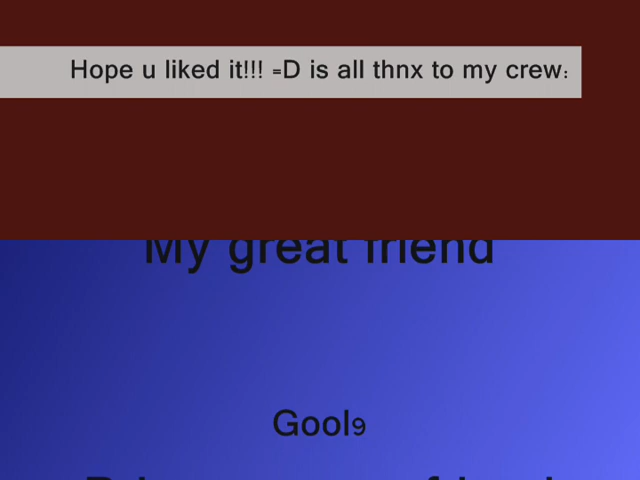 Hope u liked it!!! =D is all thnx to my crew:
My great friend
Gool9